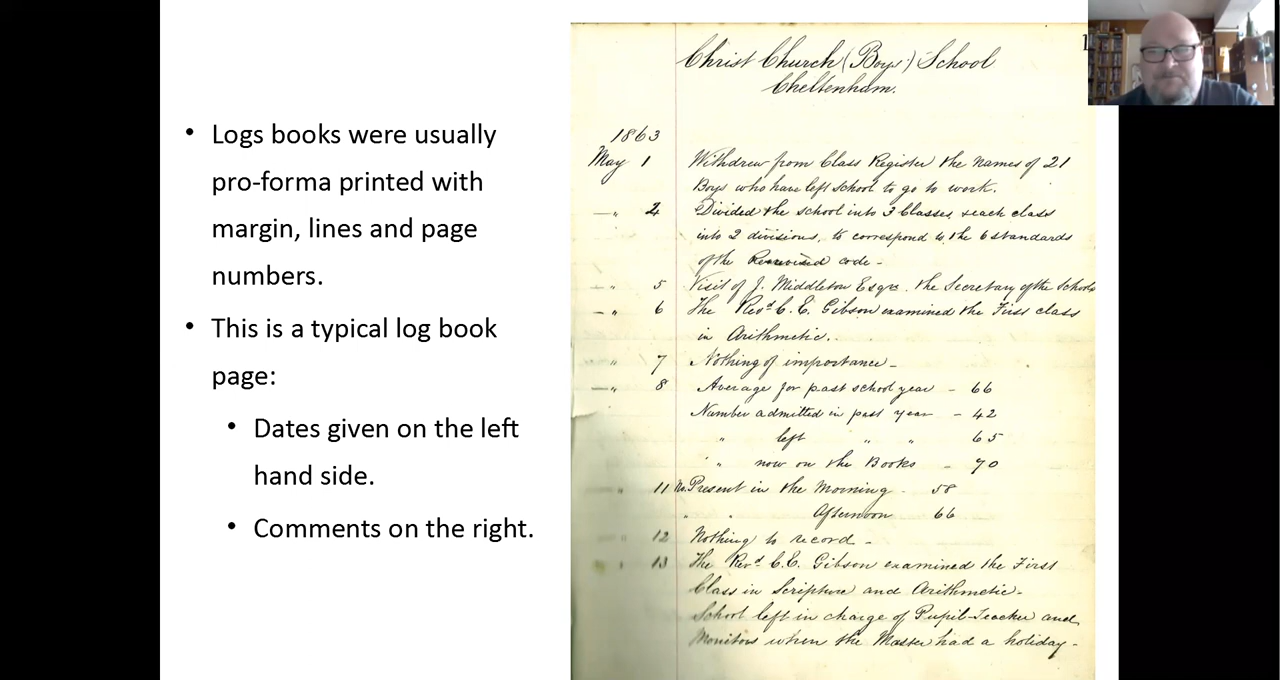 • Logs books were usually
pro-forma printed with
margin, lines and page
numbers.
• This is a typical log book
page:
• Dates given on the left
hand side.
• Comments on the right.
Christ Church (Boys') School
Cheltenham.
1863
May 1 Withdrew from Class Register the names of 21
Boys who have left school to go to work.
— " 2 Divided the school into 3 Classes, & each class
into 2 divisions, to correspond to the 6 standards
of the code -
— " 5 Visit of J. Middleton Esqre. the Secretary of the Schools
— " 6 The Revd C. E. Gibson examined the First class
in Arithmetic.
" 7 Nothing of importance -
— " 8 Average for past school year - 66
Number admitted in past year - 42
" left " " 65
" now on the Books - 70
" 11 No. Present in the Morning - 58
" " Afternoon 66
" 12 Nothing to record -
" 13 The Revd C. E. Gibson examined the First
Class in Scripture and Arithmetic -
School left in charge of Pupil-Teacher and
Monitors when the Master had a holiday -